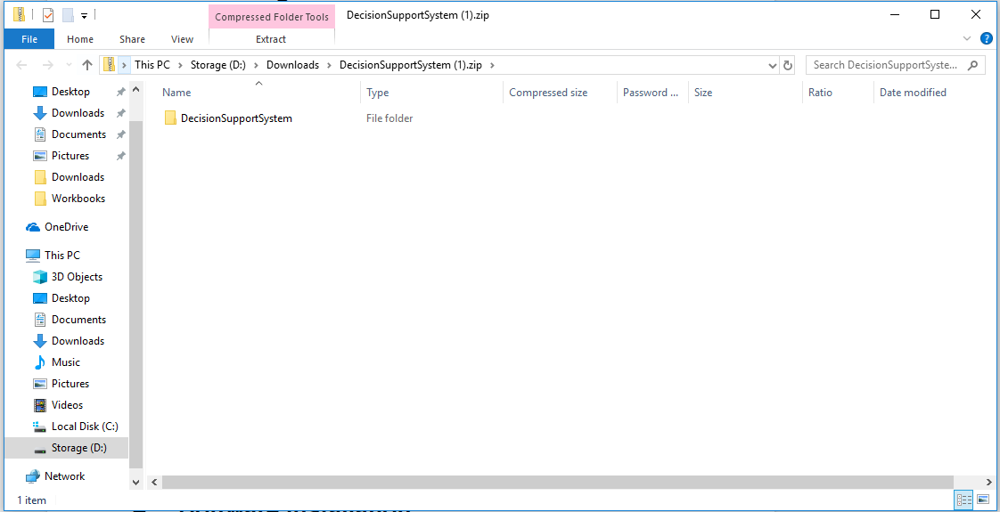 Compressed Folder Tools
DecisionSupportSystem (1).zip
File Home Share View Extract
This PC Storage (D:) Downloads DecisionSupportSystem (1).zip
Search DecisionSupportSyste...
Name Type Compressed size Password ... Size Ratio Date modified
DecisionSupportSystem File folder
Desktop
Downloads
Documents
Pictures
Downloads
Workbooks
OneDrive
This PC
3D Objects
Desktop
Documents
Downloads
Music
Pictures
Videos
Local Disk (C:)
Storage (D:)
Network
1 item